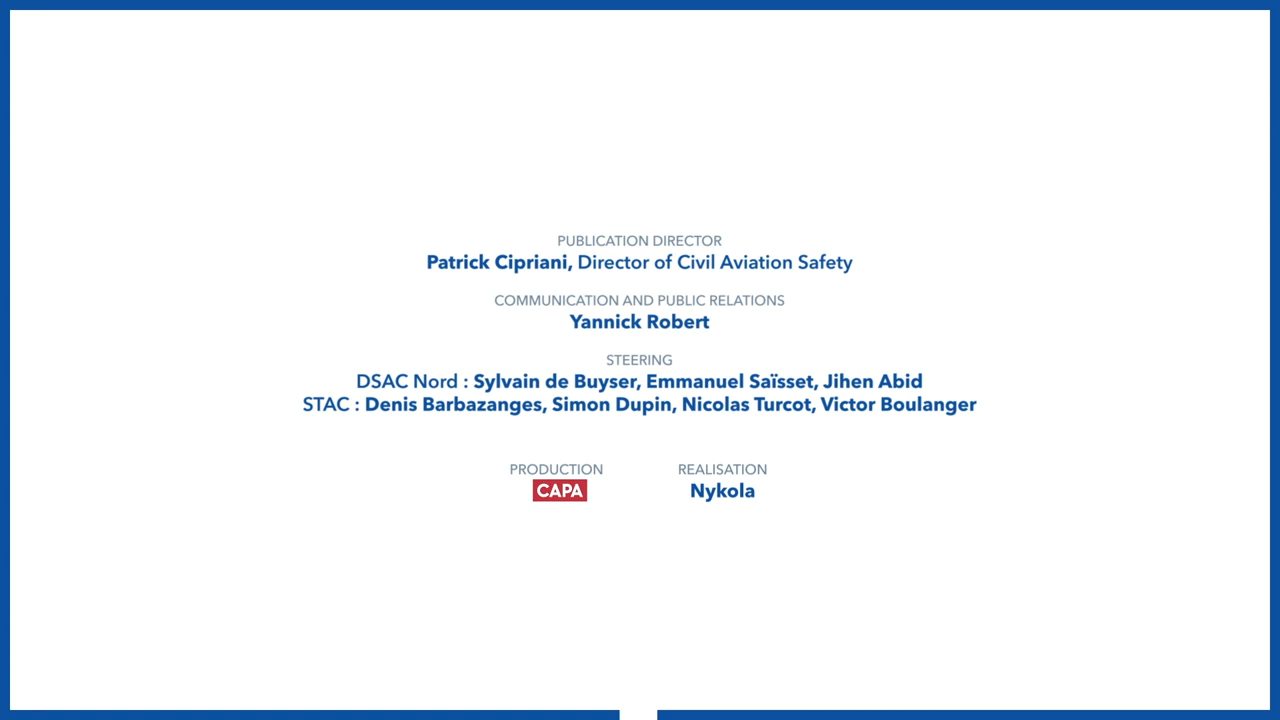 PUBLICATION DIRECTOR
Patrick Cipriani, Director of Civil Aviation Safety
COMMUNICATION AND PUBLIC RELATIONS
Yannick Robert
STEERING
DSAC Nord : Sylvain de Buyser, Emmanuel Saïsset, Jihen Abid
STAC : Denis Barbazanges, Simon Dupin, Nicolas Turcot, Victor Boulanger
PRODUCTION
CAPA
REALISATION
Nykola